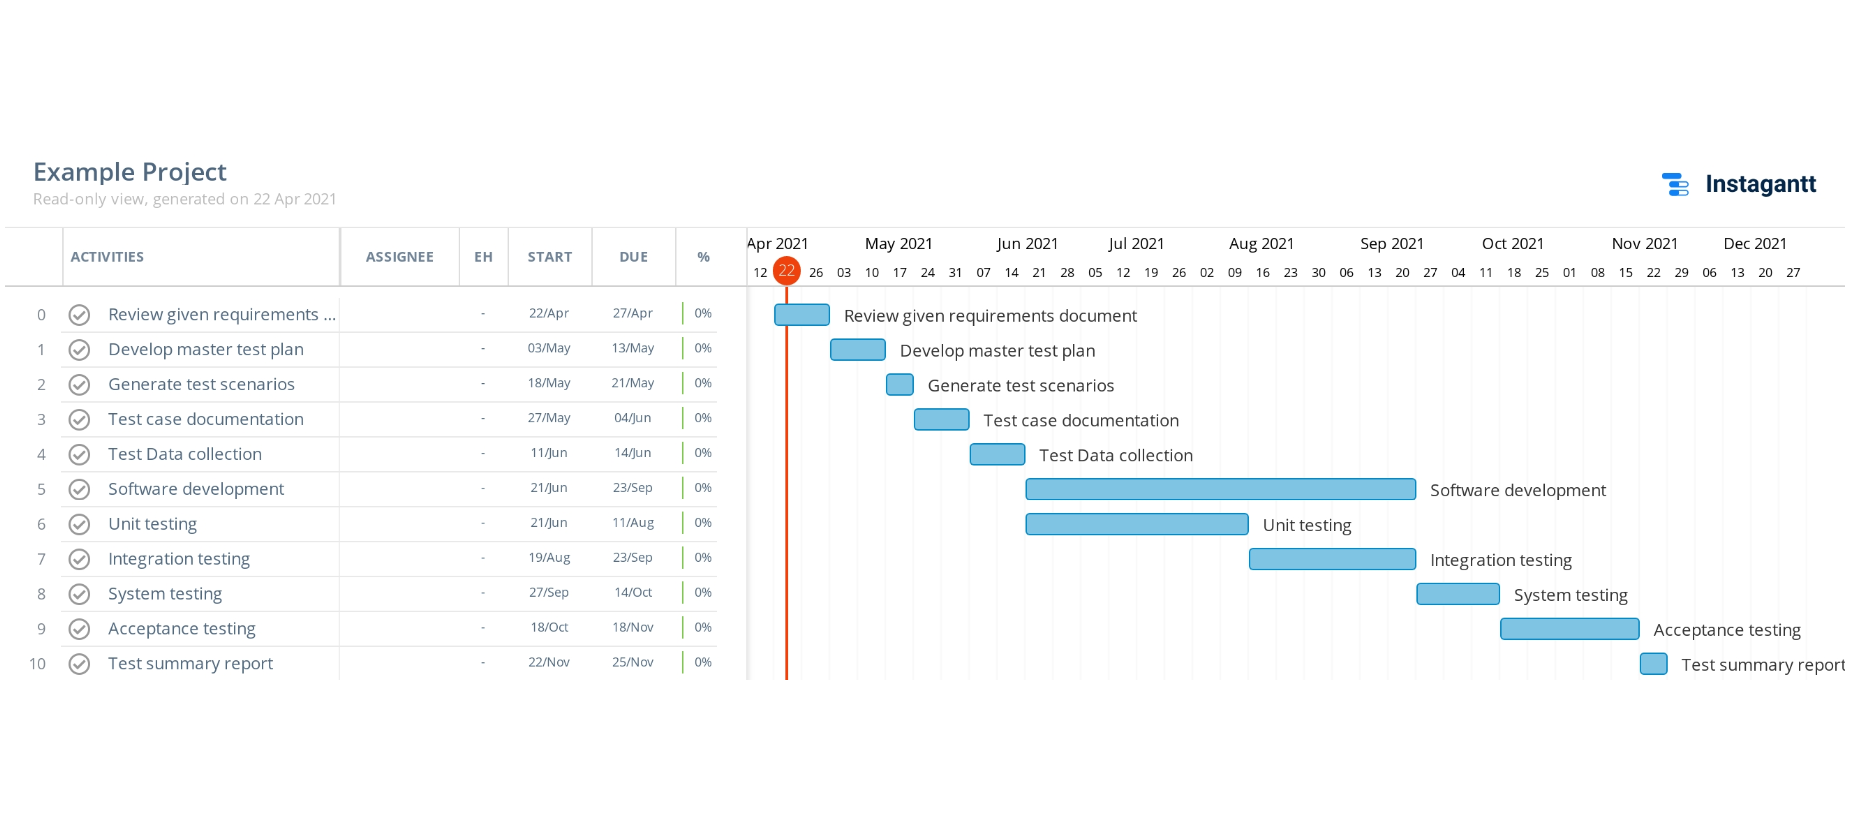 Example Project
Read-only view, generated on 22 Apr 2021
Instagantt
ACTIVITIES ASSIGNEE EH START DUE %
Apr 2021 May 2021 Jun 2021 Jul 2021 Aug 2021 Sep 2021 Oct 2021 Nov 2021 Dec 2021
12 22 26 03 10 17 24 31 07 14 21 28 05 12 19 26 02 09 16 23 30 06 13 20 27 04 11 18 25 01 08 15 22 29 06 13 20 27
0 Review given requirements ... - 22/Apr 27/Apr 0% Review given requirements document
1 Develop master test plan - 03/May 13/May 0% Develop master test plan
2 Generate test scenarios - 18/May 21/May 0% Generate test scenarios
3 Test case documentation - 27/May 04/Jun 0% Test case documentation
4 Test Data collection - 11/Jun 14/Jun 0% Test Data collection
5 Software development - 21/Jun 23/Sep 0% Software development
6 Unit testing - 21/Jun 11/Aug 0% Unit testing
7 Integration testing - 19/Aug 23/Sep 0% Integration testing
8 System testing - 27/Sep 14/Oct 0% System testing
9 Acceptance testing - 18/Oct 18/Nov 0% Acceptance testing
10 Test summary report - 22/Nov 25/Nov 0% Test summary report